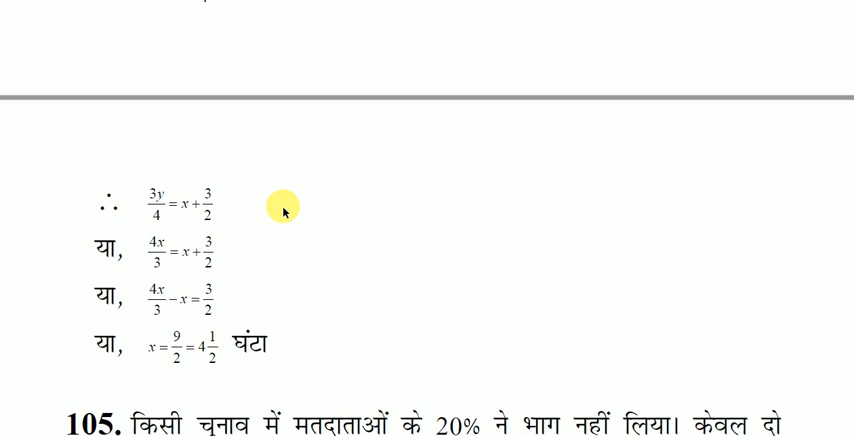 ∴ 3y/4 = x + 3/2
या, 4x/3 = x + 3/2
या, 4x/3 − x = 3/2
या, x = 9/2 = 4 1/2 घंटा
105. किसी चुनाव में मतदाताओं के 20% ने भाग नहीं लिया। केवल दो